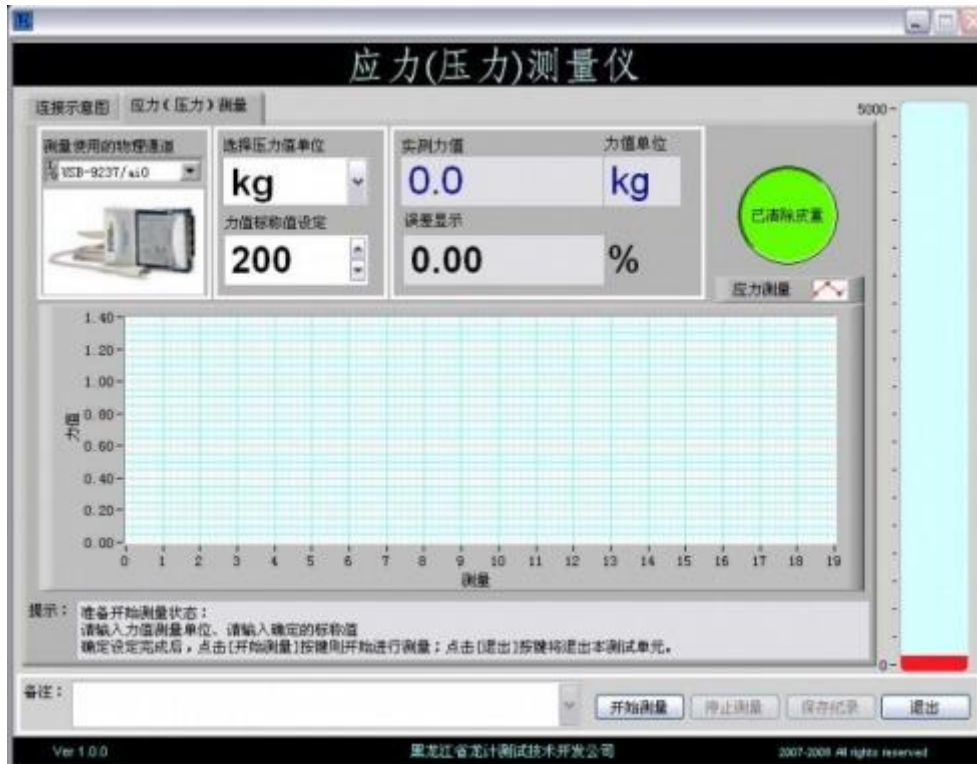 应力(压力)测量仪
连接示意图
应力(压力)测量
测量使用的物理通道
选择压力值单位
实测力值
力值单位
5000
USB-9237/ai0
kg
0.0
kg
已清除皮重
力值标称值设定
误差显示
200
0.00
%
应力测量
1.40
1.20
1.00
0.80
0.60
0.40
0.20
0.00
力值
0 1 2 3 4 5 6 7 8 9 10 11 12 13 14 15 16 17 18 19
测量
提示:
准备开始测量状态:
请输入力值测量单位、请输入确定的标称值
确定设定完成后,点击[开始测量]按键则开始进行测量;点击[退出]按键将退出本测试单元。
0
备注:
开始测量
停止测量
保存纪录
退出
Ver 1.0.0
黑龙江省龙计测试技术开发公司
2007-2008 All rights reserved